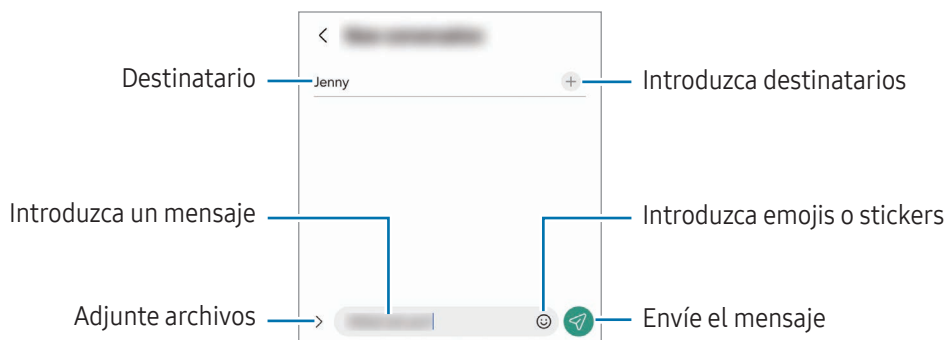 Destinatario
Jenny
Introduzca destinatarios
Introduzca un mensaje
Introduzca emojis o stickers
Adjunte archivos
Envíe el mensaje